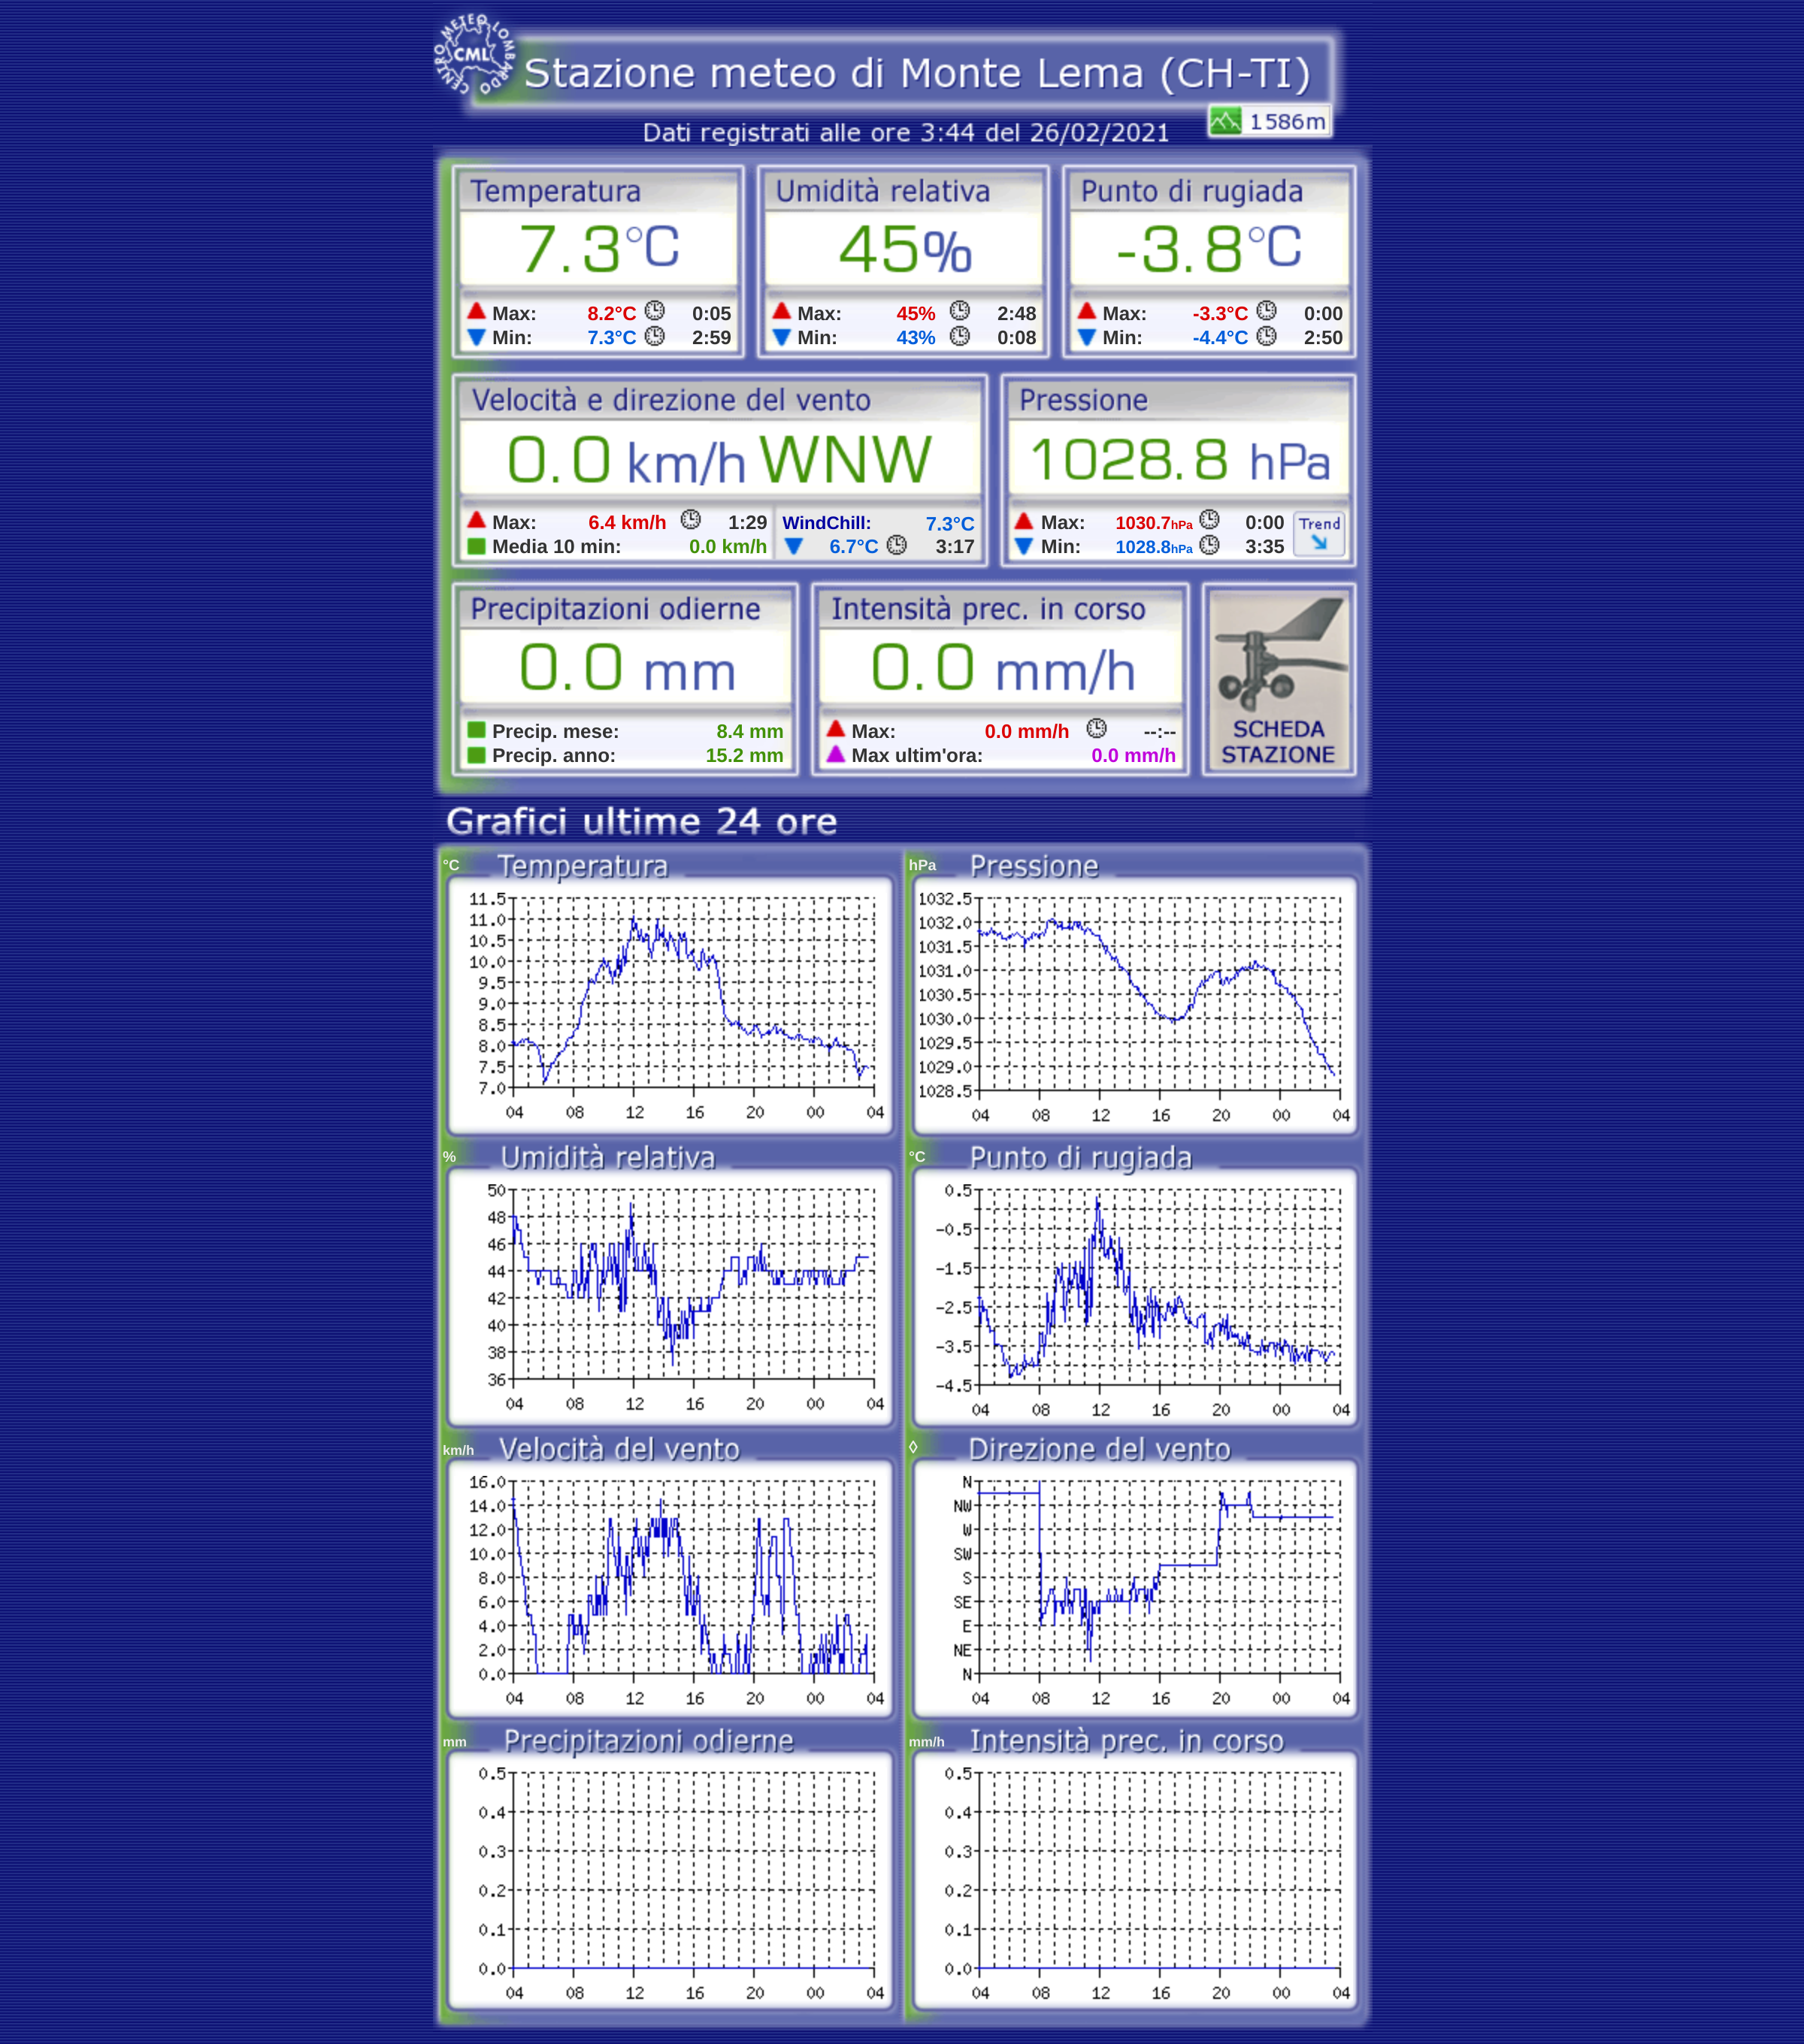 CENTRO METEO LOMBARDO
CML
Stazione meteo di Monte Lema (CH-TI)
1586m
Dati registrati alle ore 3:44 del 26/02/2021
Temperatura Umidità relativa Punto di rugiada
7.3°C 45% -3.8°C
Max: 8.2°C 0:05 Max: 45% 2:48 Max: -3.3°C 0:00
Min: 7.3°C 2:59 Min: 43% 0:08 Min: -4.4°C 2:50
Velocità e direzione del vento Pressione
0.0 km/h WNW 1028.8 hPa
Max: 6.4 km/h 1:29 WindChill: 7.3°C Max: 1030.7hPa 0:00 Trend
Media 10 min: 0.0 km/h 6.7°C 3:17 Min: 1028.8hPa 3:35
Precipitazioni odierne Intensità prec. in corso
0.0 mm 0.0 mm/h
Precip. mese: 8.4 mm Max: 0.0 mm/h --:-- SCHEDA
Precip. anno: 15.2 mm Max ultim'ora: 0.0 mm/h STAZIONE
Grafici ultime 24 ore
°C Temperatura
11.5
11.0
10.5
10.0
9.5
9.0
8.5
8.0
7.5
7.0
04 08 12 16 20 00 04
hPa Pressione
1032.5
1032.0
1031.5
1031.0
1030.5
1030.0
1029.5
1029.0
1028.5
04 08 12 16 20 00 04
% Umidità relativa
50
48
46
44
42
40
38
36
04 08 12 16 20 00 04
°C Punto di rugiada
0.5
-0.5
-1.5
-2.5
-3.5
-4.5
04 08 12 16 20 00 04
km/h Velocità del vento
16.0
14.0
12.0
10.0
8.0
6.0
4.0
2.0
0.0
04 08 12 16 20 00 04
◊ Direzione del vento
N
NW
W
SW
S
SE
E
NE
N
04 08 12 16 20 00 04
mm Precipitazioni odierne
0.5
0.4
0.3
0.2
0.1
0.0
04 08 12 16 20 00 04
mm/h Intensità prec. in corso
0.5
0.4
0.3
0.2
0.1
0.0
04 08 12 16 20 00 04